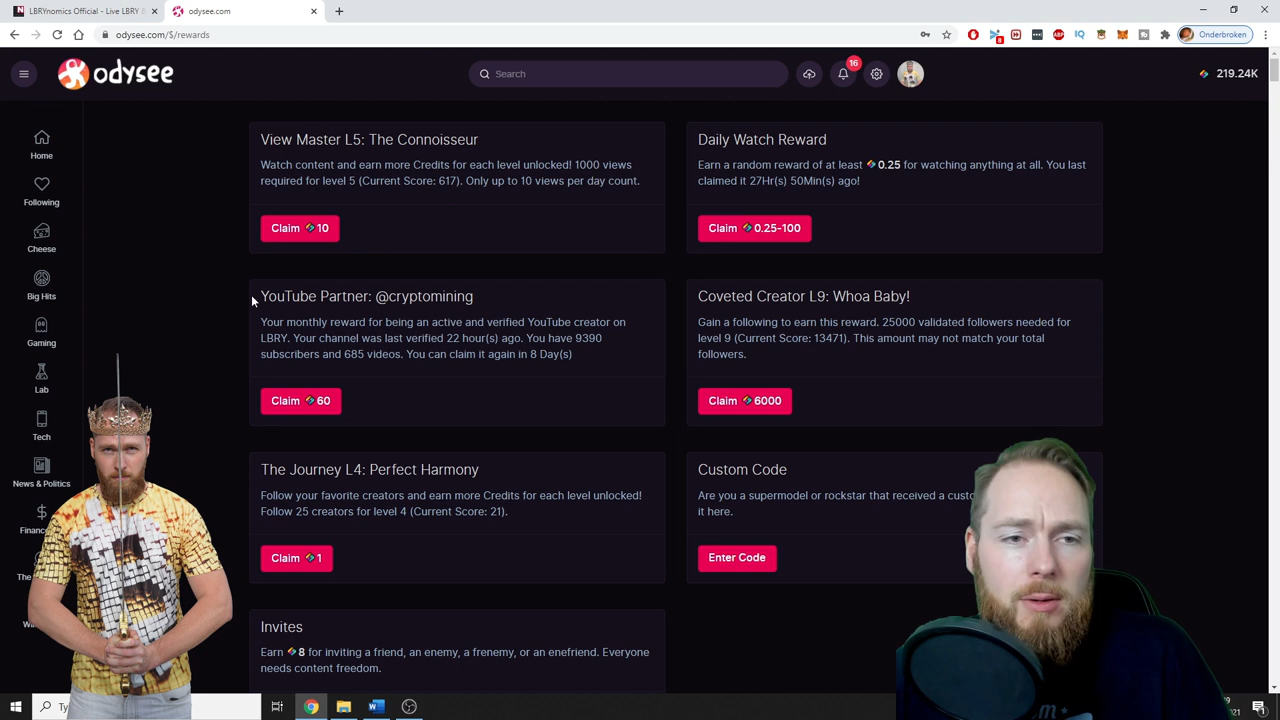 LBRYnomics Official - Live LBRY
odysee.com
odysee.com/$/rewards
8
ABP
IQ
Onderbroken
odysee
Search
16
219.24K
Home
Following
Cheese
Big Hits
Gaming
Lab
Tech
News & Politics
Financ
The
View Master L5: The Connoisseur
Watch content and earn more Credits for each level unlocked! 1000 views
required for level 5 (Current Score: 617). Only up to 10 views per day count.
Claim 10
Daily Watch Reward
Earn a random reward of at least 0.25 for watching anything at all. You last
claimed it 27Hr(s) 50Min(s) ago!
Claim 0.25-100
YouTube Partner: @cryptomining
Your monthly reward for being an active and verified YouTube creator on
LBRY. Your channel was last verified 22 hour(s) ago. You have 9390
subscribers and 685 videos. You can claim it again in 8 Day(s)
Claim 60
Coveted Creator L9: Whoa Baby!
Gain a following to earn this reward. 25000 validated followers needed for
level 9 (Current Score: 13471). This amount may not match your total
followers.
Claim 6000
The Journey L4: Perfect Harmony
Follow your favorite creators and earn more Credits for each level unlocked!
Follow 25 creators for level 4 (Current Score: 21).
Claim 1
Custom Code
Are you a supermodel or rockstar that received a
it here.
Enter Code
Invites
Earn 8 for inviting a friend, an enemy, a frenemy, or an enefriend. Everyone
needs content freedom.